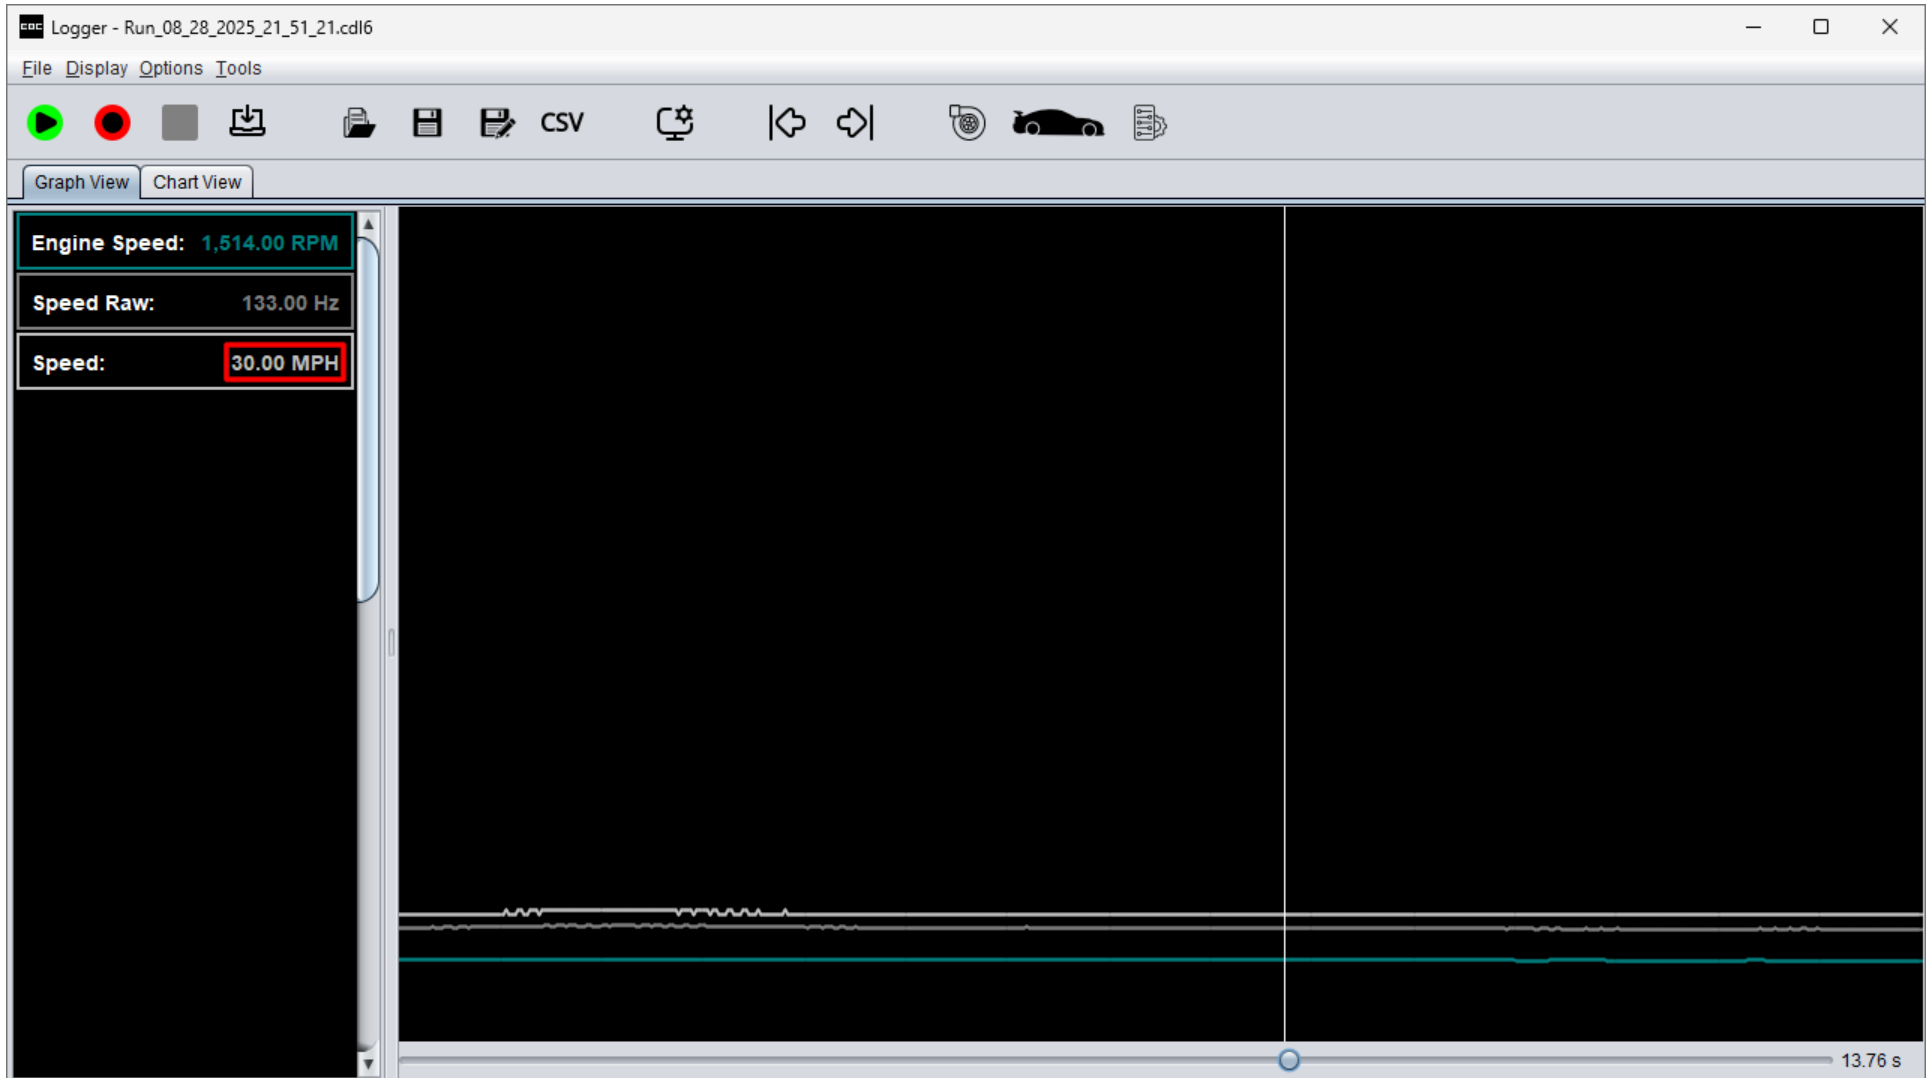 COC Logger - Run_08_28_2025_21_51_21.cdl6
File Display Options Tools
CSV
Graph View Chart View
Engine Speed: 1,514.00 RPM
Speed Raw: 133.00 Hz
Speed: 30.00 MPH
13.76 s